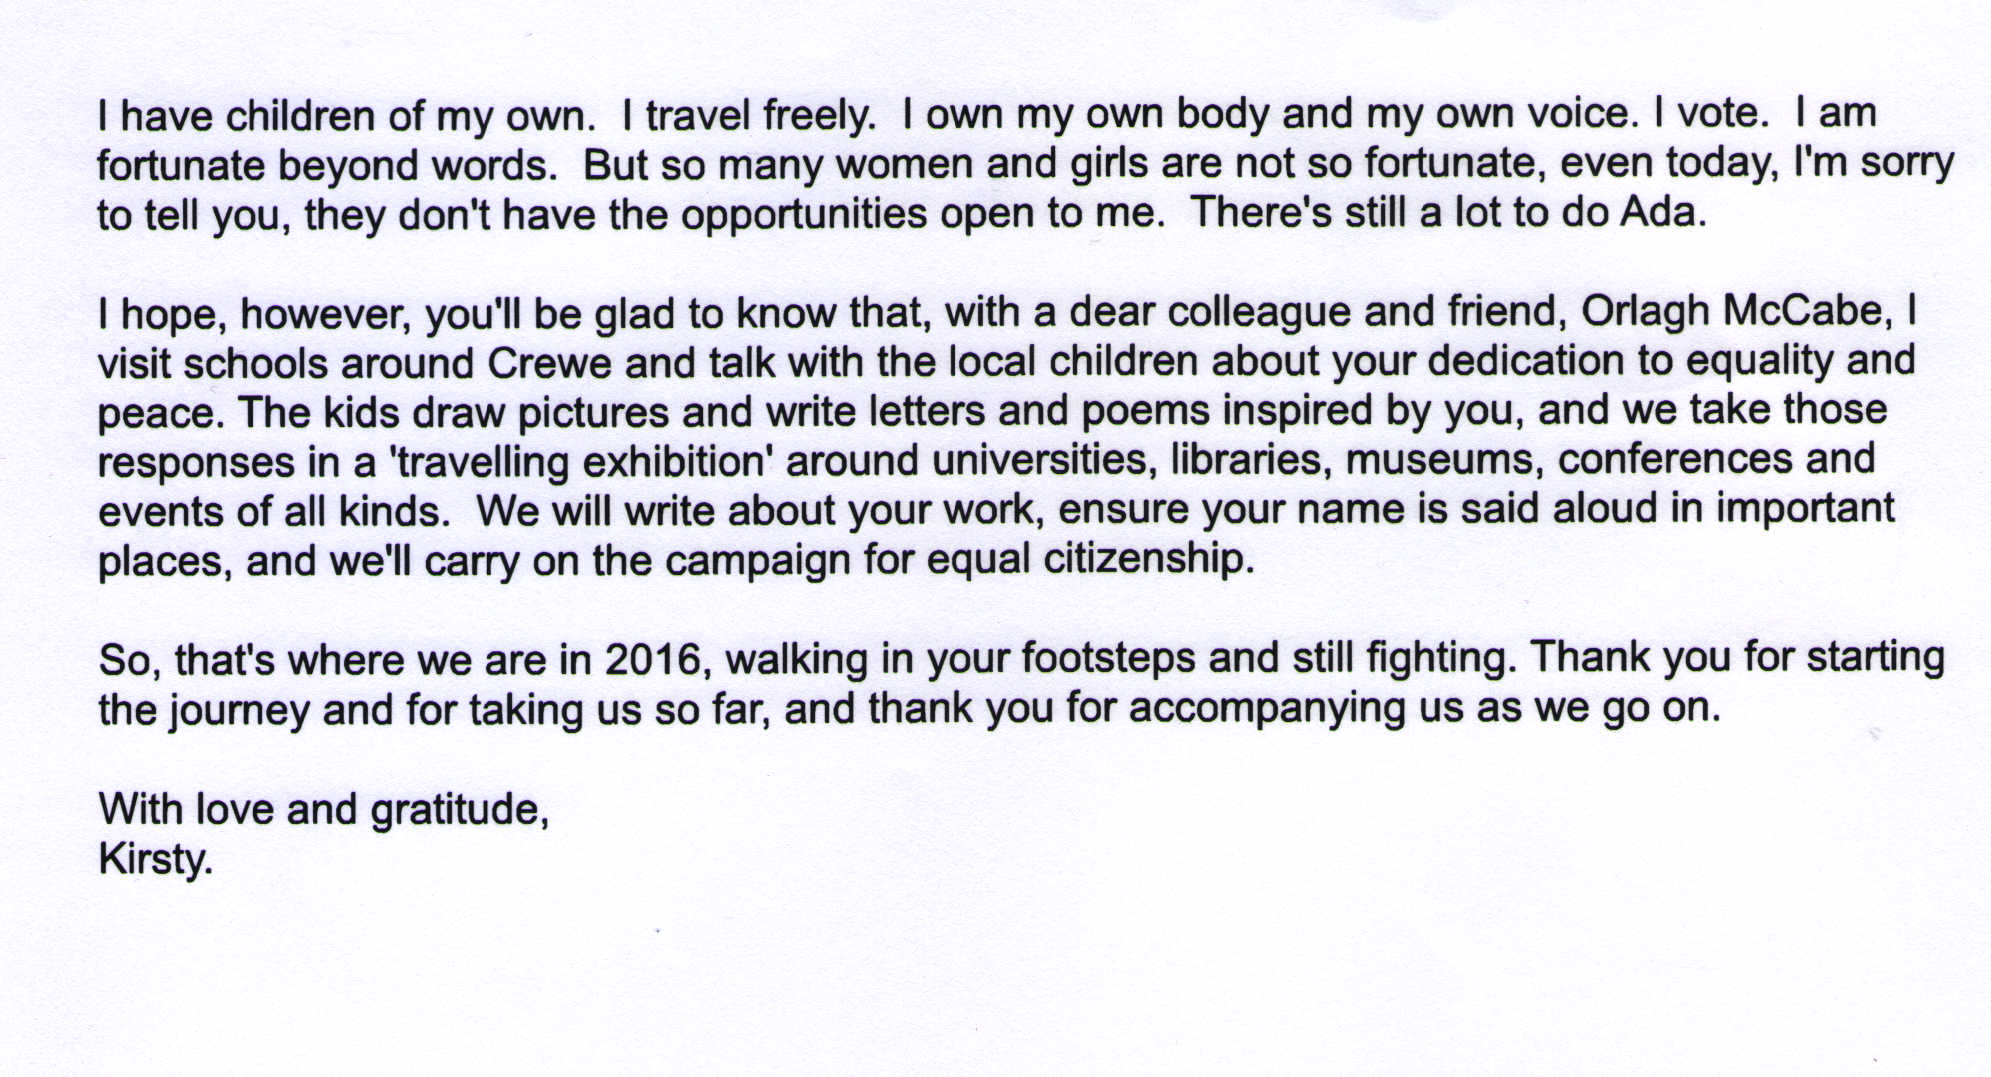 I have children of my own.  I travel freely.  I own my own body and my own voice. I vote.  I am
fortunate beyond words.  But so many women and girls are not so fortunate, even today, I'm sorry
to tell you, they don't have the opportunities open to me.  There's still a lot to do Ada.

I hope, however, you'll be glad to know that, with a dear colleague and friend, Orlagh McCabe, I
visit schools around Crewe and talk with the local children about your dedication to equality and
peace. The kids draw pictures and write letters and poems inspired by you, and we take those
responses in a 'travelling exhibition' around universities, libraries, museums, conferences and
events of all kinds.  We will write about your work, ensure your name is said aloud in important
places, and we'll carry on the campaign for equal citizenship.

So, that's where we are in 2016, walking in your footsteps and still fighting. Thank you for starting
the journey and for taking us so far, and thank you for accompanying us as we go on.

With love and gratitude,
Kirsty.